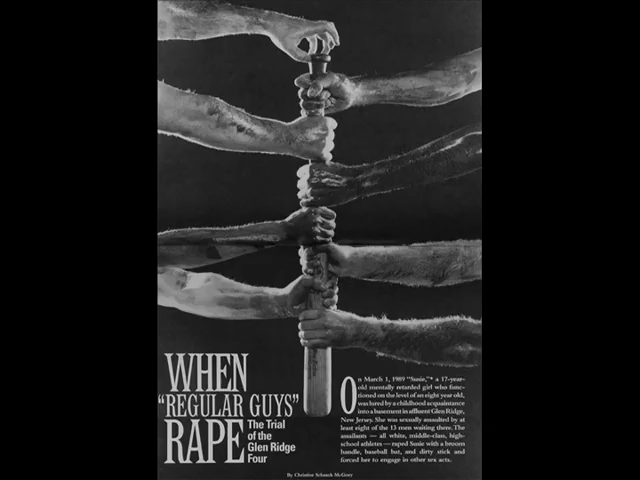 WHEN
"REGULAR GUYS"
RAPE
The Trial
of the
Glen Ridge
Four
On March 1, 1989 "Susie,"* a 17-year-
old mentally retarded girl who func-
tioned on the level of an eight year old,
was lured by a childhood acquaintance
into a basement in affluent Glen Ridge,
New Jersey. She was sexually assaulted by at
least eight of the 13 men waiting there. The
assailants — all white, middle-class, high-
school athletes — raped Susie with a broom
handle, baseball bat, and dirty stick and
forced her to engage in other sex acts.
By Christine Schaack McGoey